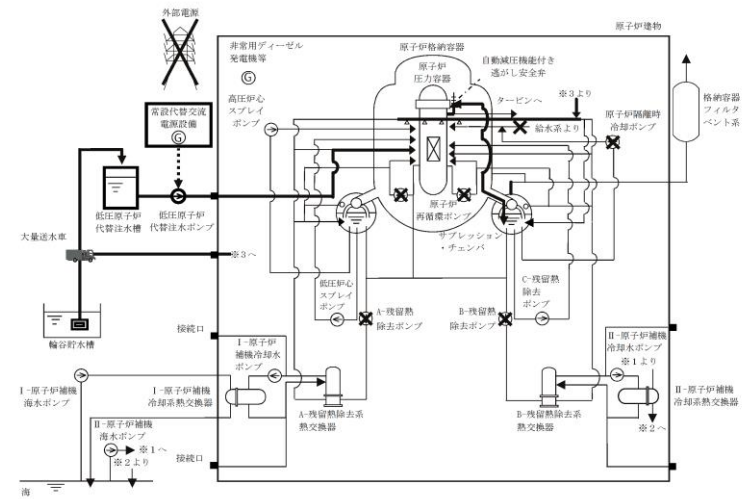 外部電源
原子炉建物
非常用ディーゼル
発電機等
G
高圧炉心
スプレイ
ポンプ
原子炉格納容器
原子炉
圧力容器
自動減圧機能付き
逃がし安全弁
タービンへ
※3より
給水系より
原子炉隔離時
冷却ポンプ
格納容器
フィルタ
ベント系
常設代替交流
電源設備
G
低圧原子炉
代替注水槽
低圧原子炉
代替注水ポンプ
原子炉
再循環ポンプ
サプレッション
・チェンバ
大量送水車
※3へ
輪谷貯水槽
低圧炉心
スプレイ
ポンプ
A-残留熱
除去ポンプ
B-残留熱
除去ポンプ
C-残留熱
除去
ポンプ
接続口
I-原子炉
補機冷却水
ポンプ
II-原子炉補機
冷却水ポンプ
※1より
I-原子炉補機
海水ポンプ
I-原子炉補機
冷却系熱交換器
A-残留熱除去系
熱交換器
B-残留熱除去系
熱交換器
II-原子炉補機
冷却系熱交換器
※2へ
II-原子炉補機
海水ポンプ
※1へ
※2より
接続口
海